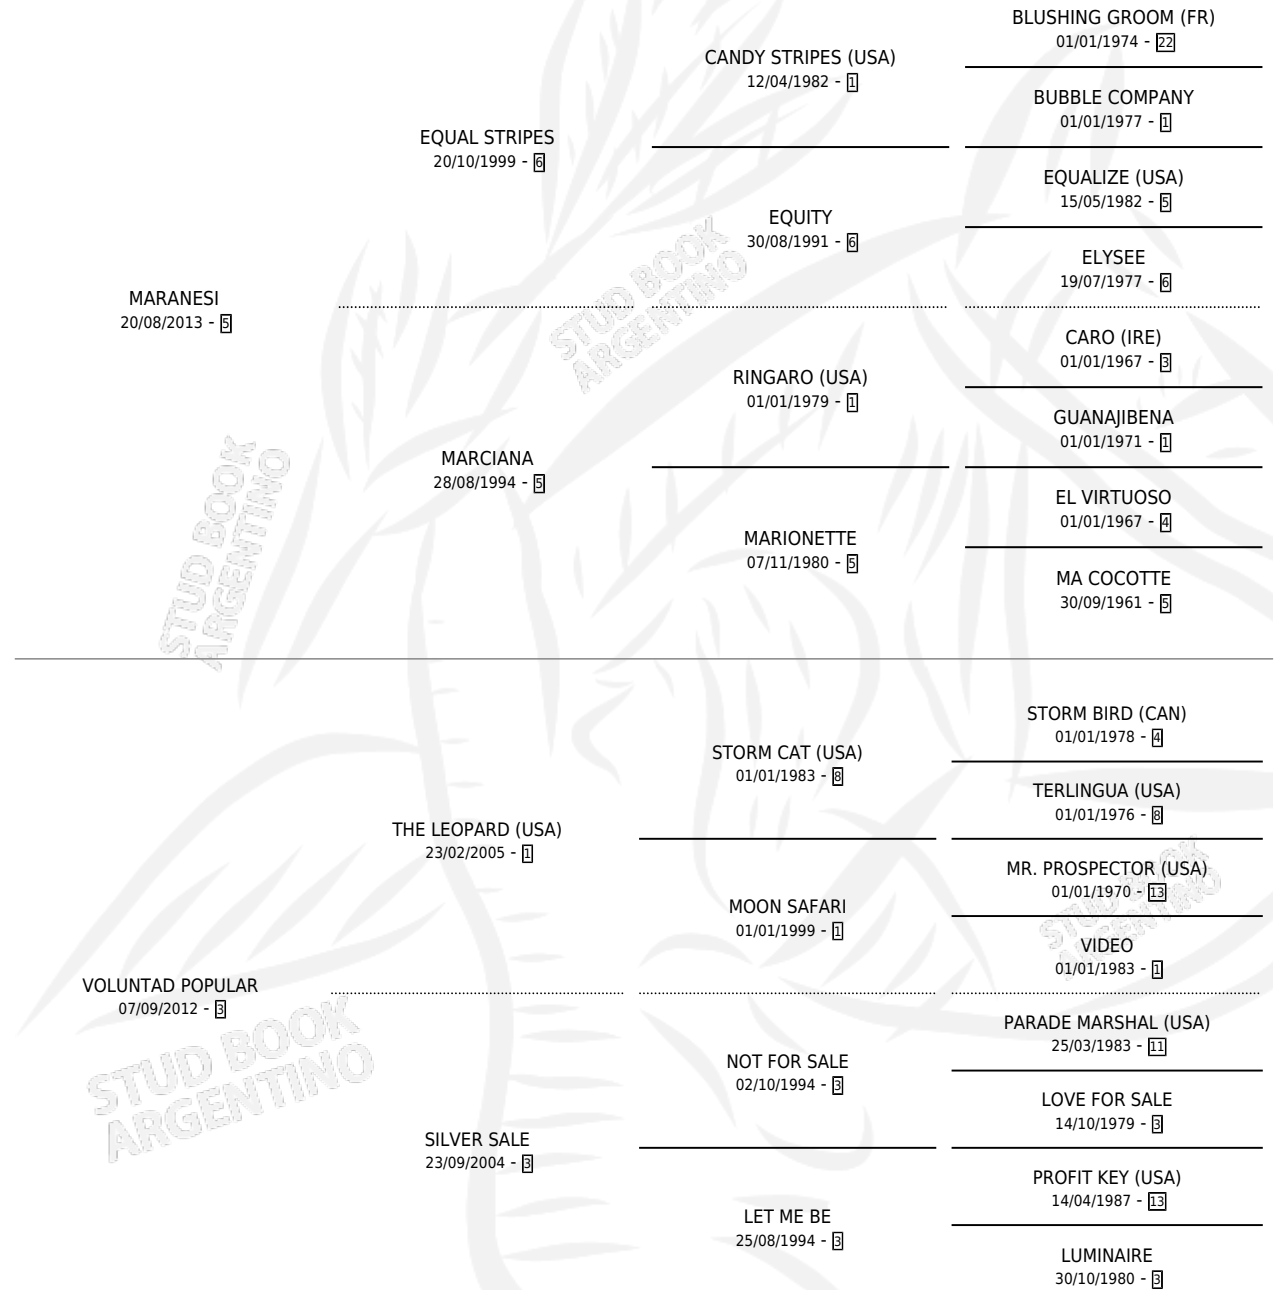 BLUSHING GROOM (FR)
01/01/1974 - 22
CANDY STRIPES (USA)
12/04/1982 - 1
BUBBLE COMPANY
01/01/1977 - 1
EQUAL STRIPES
20/10/1999 - 6
EQUALIZE (USA)
15/05/1982 - 5
EQUITY
30/08/1991 - 6
ELYSEE
19/07/1977 - 6
MARANESI
20/08/2013 - 5
CARO (IRE)
01/01/1967 - 3
RINGARO (USA)
01/01/1979 - 1
GUANAJIBENA
01/01/1971 - 1
MARCIANA
28/08/1994 - 5
EL VIRTUOSO
01/01/1967 - 4
MARIONETTE
07/11/1980 - 5
MA COCOTTE
30/09/1961 - 5
STORM BIRD (CAN)
01/01/1978 - 4
STORM CAT (USA)
01/01/1983 - 8
TERLINGUA (USA)
01/01/1976 - 8
THE LEOPARD (USA)
23/02/2005 - 1
MR. PROSPECTOR (USA)
01/01/1970 - 13
MOON SAFARI
01/01/1999 - 1
VIDEO
01/01/1983 - 1
VOLUNTAD POPULAR
07/09/2012 - 3
PARADE MARSHAL (USA)
25/03/1983 - 11
NOT FOR SALE
02/10/1994 - 3
LOVE FOR SALE
14/10/1979 - 3
SILVER SALE
23/09/2004 - 3
PROFIT KEY (USA)
14/04/1987 - 13
LET ME BE
25/08/1994 - 3
LUMINAIRE
30/10/1980 - 3
STUD BOOK
ARGENTINO
STUD BOOK
ARGENTINO
STUD BOOK
ARGENTINO
STUD BOOK
ARGENTINO